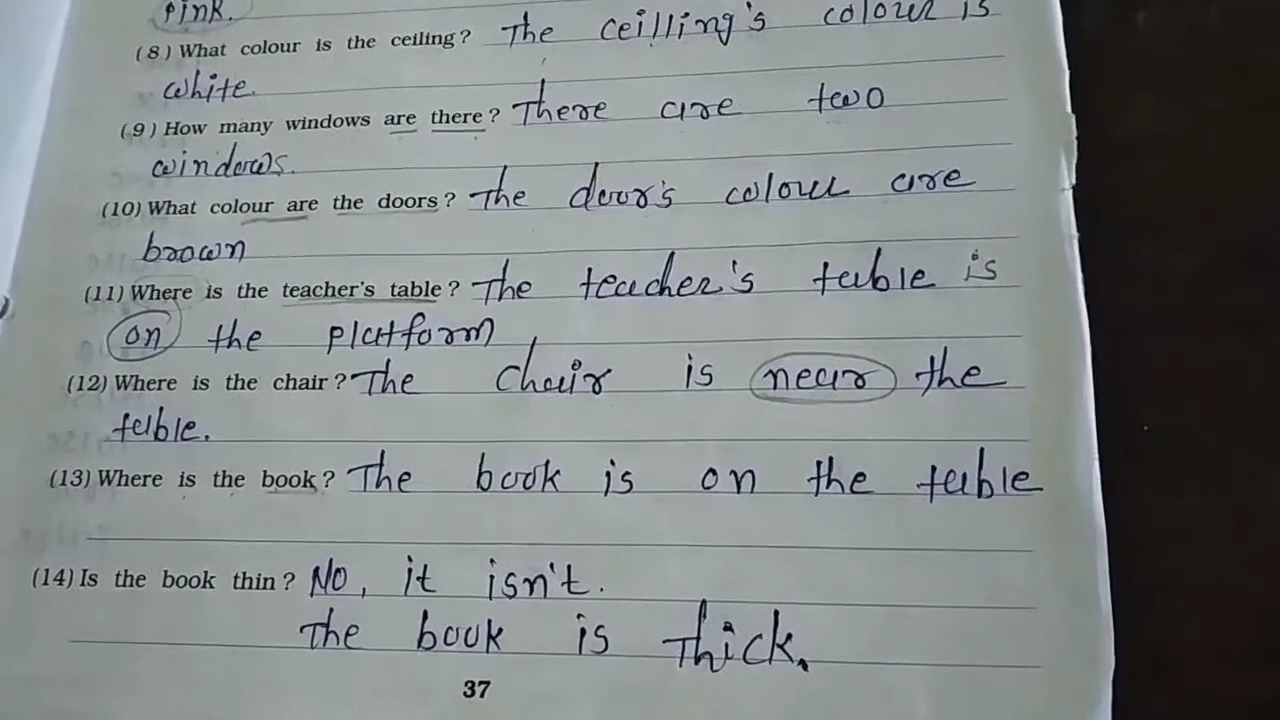 pink.
(8) What colour is the ceiling? The ceilling's colour is
white.
(9) How many windows are there? There are two
windows.
(10) What colour are the doors? The door's colour are
brown
(11) Where is the teacher's table? The teacher's table is
on the platform
(12) Where is the chair? The chair is near the
table.
(13) Where is the book? The book is on the table
(14) Is the book thin? No, it isn't.
The book is thick.
37